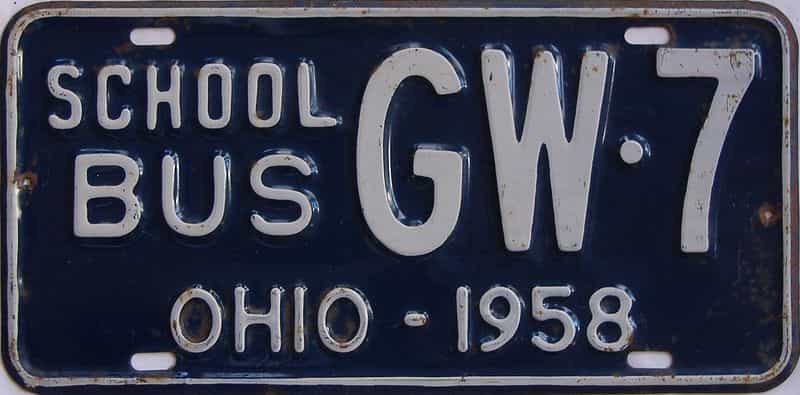 SCHOOL
BUS
GW·7
OHIO - 1958